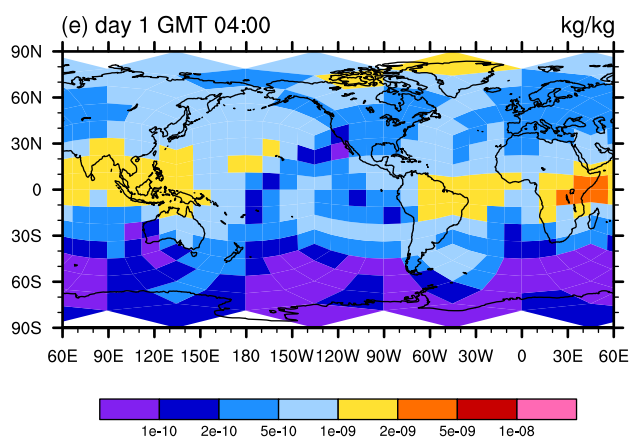 (e) day 1 GMT 04:00 kg/kg
90N
60N
30N
0
30S
60S
90S
60E 90E 120E 150E 180 150W 120W 90W 60W 30W 0 30E 60E
1e-10 2e-10 5e-10 1e-09 2e-09 5e-09 1e-08